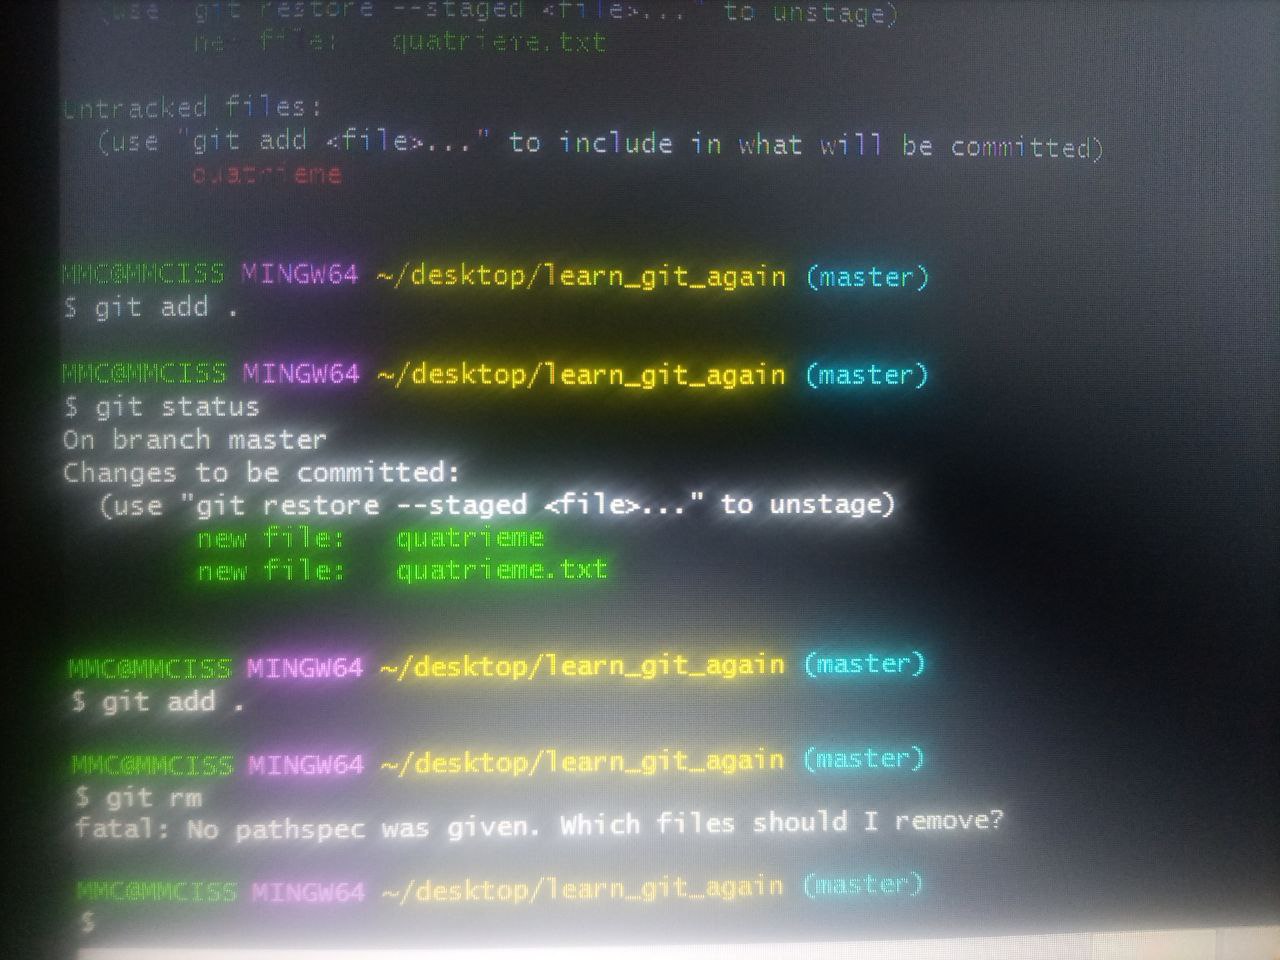 (use "git restore --staged <file>..." to unstage)
new file:   quatrieme.txt
Untracked files:
(use "git add <file>..." to include in what will be committed)
quatrieme
MMC@MMCISS MINGW64 ~/desktop/learn_git_again (master)
$ git add .
MMC@MMCISS MINGW64 ~/desktop/learn_git_again (master)
$ git status
On branch master
Changes to be committed:
(use "git restore --staged <file>..." to unstage)
new file:   quatrieme
new file:   quatrieme.txt
MMC@MMCISS MINGW64 ~/desktop/learn_git_again (master)
$ git add .
MMC@MMCISS MINGW64 ~/desktop/learn_git_again (master)
$ git rm
fatal: No pathspec was given. Which files should I remove?
MMC@MMCISS MINGW64 ~/desktop/learn_git_again (master)
$